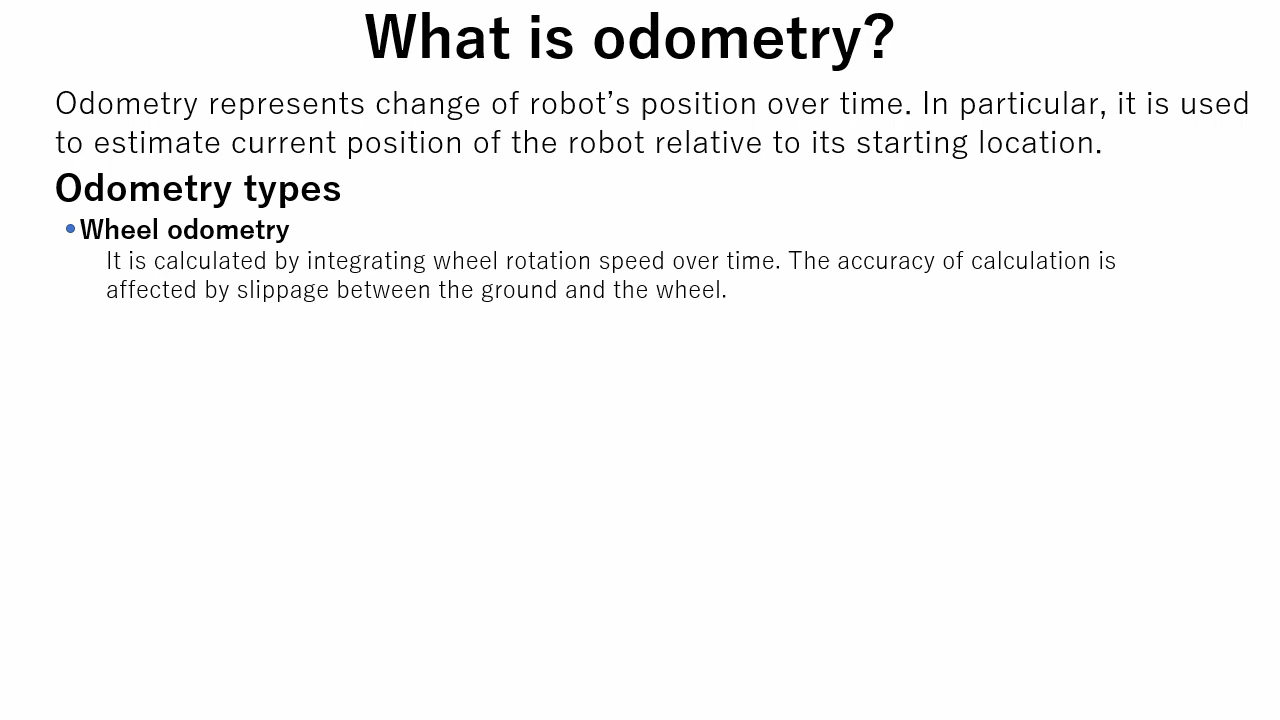 What is odometry?
Odometry represents change of robot’s position over time. In particular, it is used
to estimate current position of the robot relative to its starting location.
Odometry types
•Wheel odometry
It is calculated by integrating wheel rotation speed over time. The accuracy of calculation is
affected by slippage between the ground and the wheel.